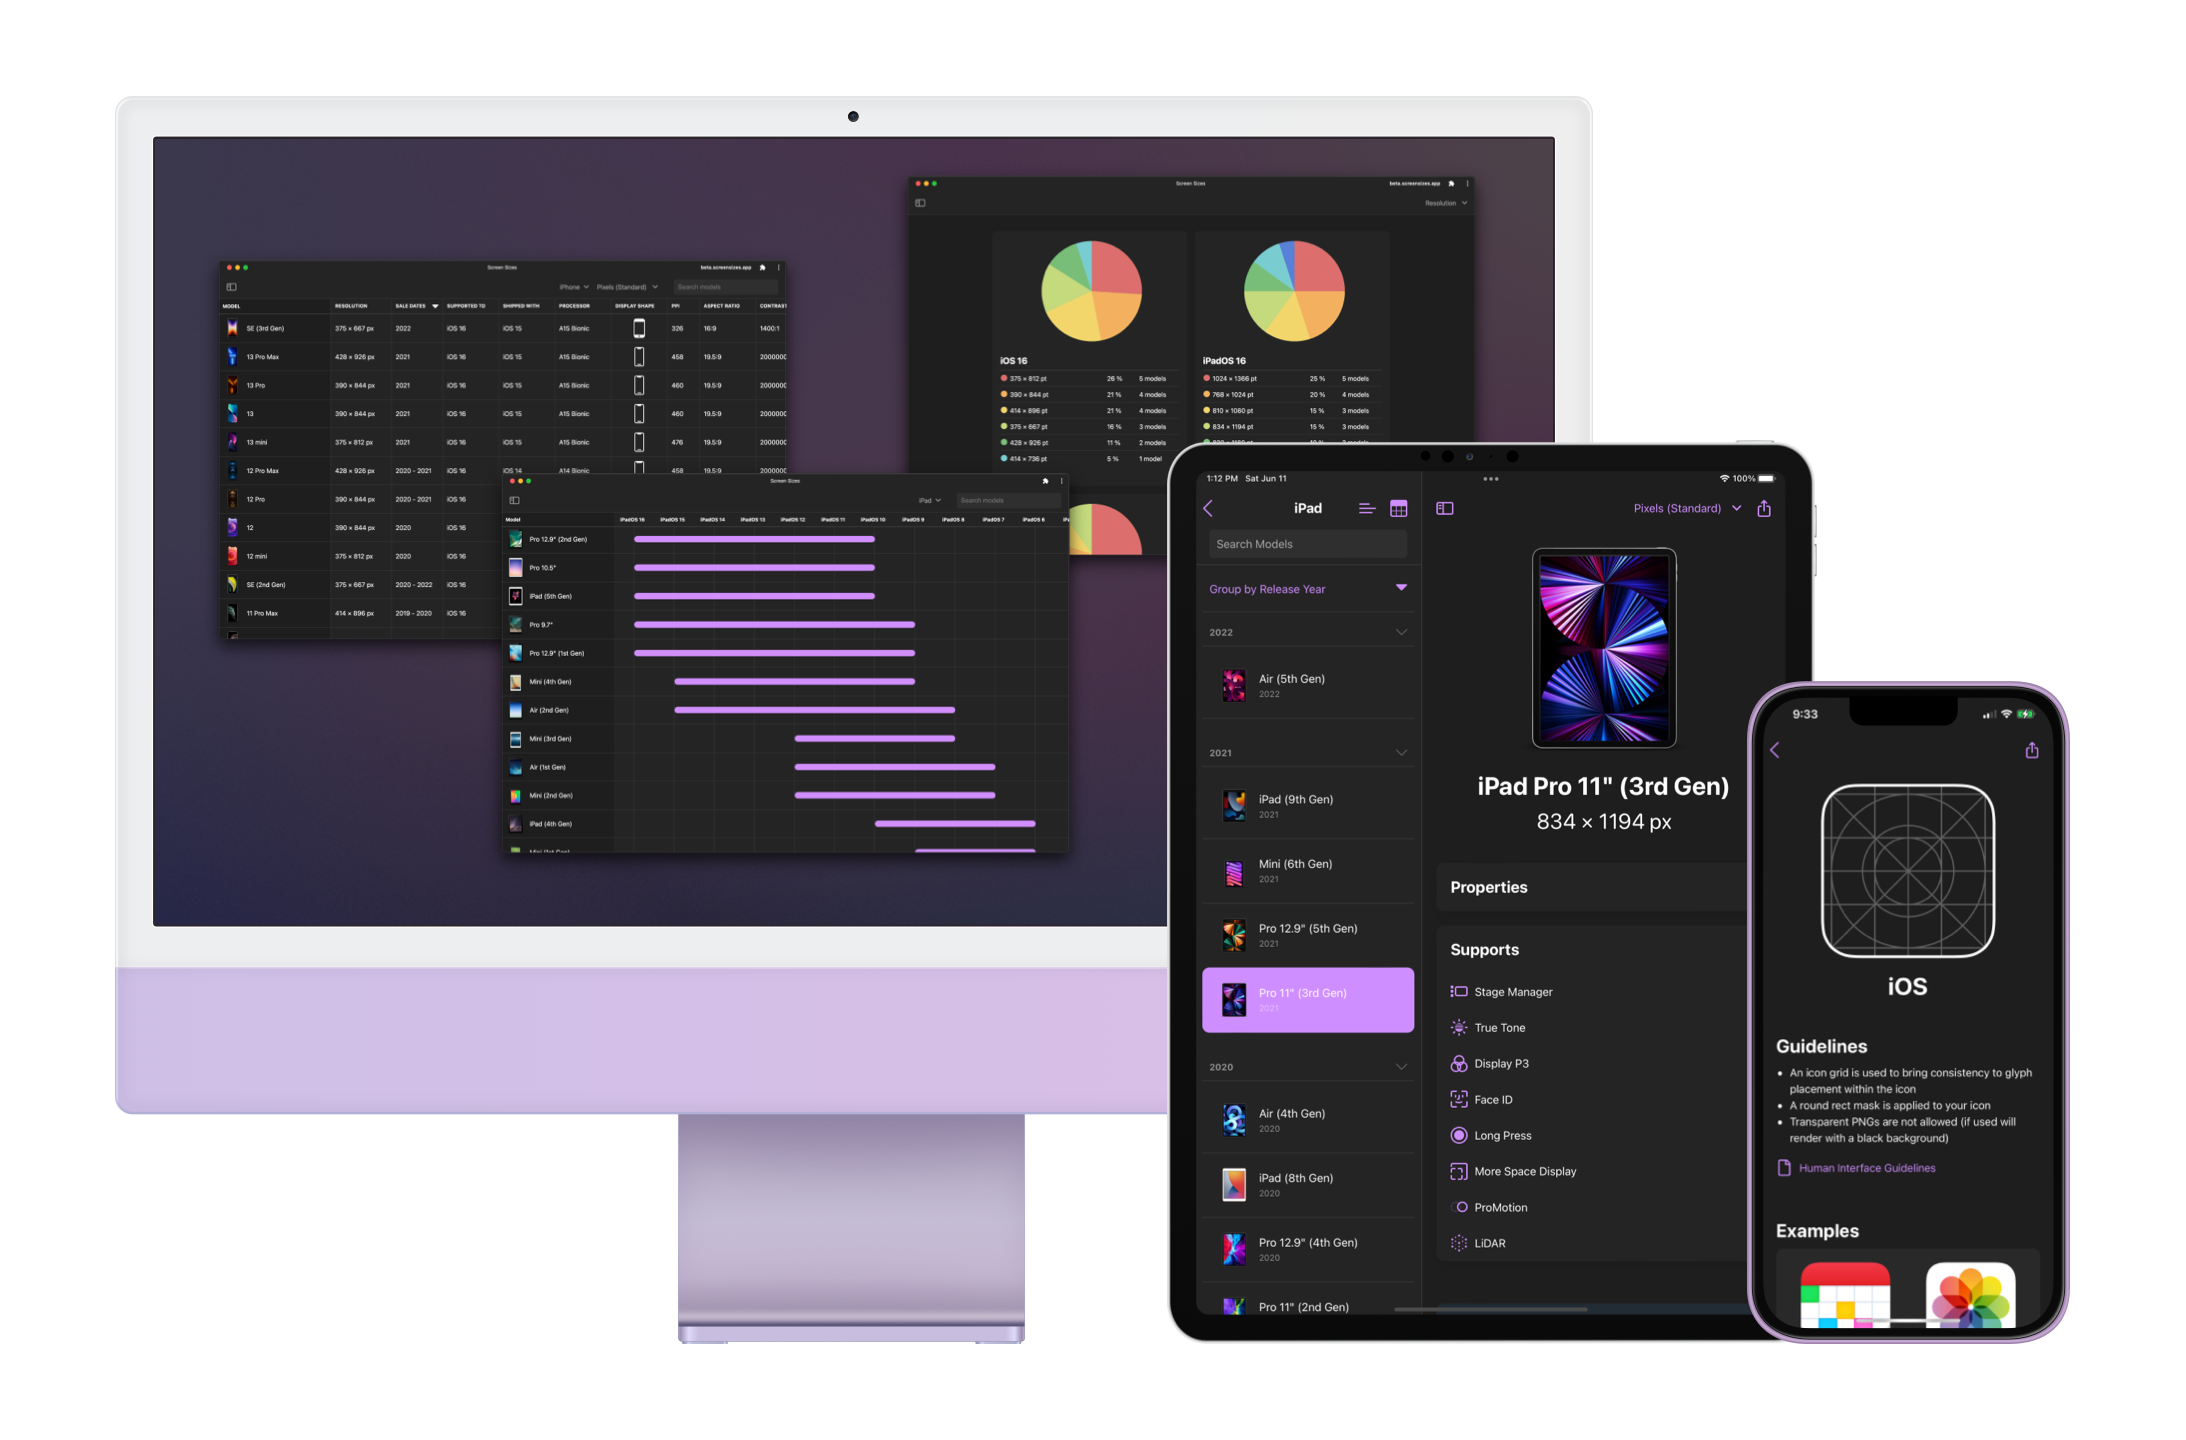 Screen Sizes
beta.screensizes.app
iPhone Pixels (Standard) Search models
MODEL RESOLUTION SALE DATES SUPPORTED TO SHIPPED WITH PROCESSOR DISPLAY SHAPE PPI ASPECT RATIO CONTRAST
SE (3rd Gen) 375 × 667 px 2022 iOS 16 iOS 15 A15 Bionic 326 16:9 1400:1
13 Pro Max 428 × 926 px 2021 iOS 16 iOS 15 A15 Bionic 458 19.5:9 2000000
13 Pro 390 × 844 px 2021 iOS 16 iOS 15 A15 Bionic 460 19.5:9 2000000
13 390 × 844 px 2021 iOS 16 iOS 15 A15 Bionic 460 19.5:9 2000000
13 mini 375 × 812 px 2021 iOS 16 iOS 15 A15 Bionic 476 19.5:9 2000000
12 Pro Max 428 × 926 px 2020 - 2021 iOS 16 iOS 14 A14 Bionic 458 19.5:9 2000000
12 Pro 390 × 844 px 2020 - 2021 iOS 16
12 390 × 844 px 2020 iOS 16
12 mini 375 × 812 px 2020 iOS 16
SE (2nd Gen) 375 × 667 px 2020 - 2022 iOS 16
11 Pro Max 414 × 896 px 2019 - 2020 iOS 16
Screen Sizes
iPad Search models
Model iPadOS 16 iPadOS 15 iPadOS 14 iPadOS 13 iPadOS 12 iPadOS 11 iPadOS 10 iPadOS 9 iPadOS 8 iPadOS 7 iPadOS 6
Pro 12.9" (2nd Gen)
Pro 10.5"
iPad (5th Gen)
Pro 9.7"
Pro 12.9" (1st Gen)
Mini (4th Gen)
Air (2nd Gen)
Mini (3rd Gen)
Air (1st Gen)
Mini (2nd Gen)
iPad (4th Gen)
Mini (1st Gen)
Screen Sizes
beta.screensizes.app
Resolution
iOS 16
375 × 812 pt 26 % 5 models
390 × 844 pt 21 % 4 models
414 × 896 pt 21 % 4 models
375 × 667 pt 16 % 3 models
428 × 926 pt 11 % 2 models
414 × 736 pt 5 % 1 model
iPadOS 16
1024 × 1366 pt 25 % 5 models
768 × 1024 pt 20 % 4 models
810 × 1080 pt 15 % 3 models
834 × 1194 pt 15 % 3 models
1:12 PM Sat Jun 11
100%
iPad
Search Models
Group by Release Year
2022
Air (5th Gen)
2022
2021
iPad (9th Gen)
2021
Mini (6th Gen)
2021
Pro 12.9" (5th Gen)
2021
Pro 11" (3rd Gen)
2021
2020
Air (4th Gen)
2020
iPad (8th Gen)
2020
Pro 12.9" (4th Gen)
2020
Pro 11" (2nd Gen)
Pixels (Standard)
iPad Pro 11" (3rd Gen)
834 × 1194 px
Properties
Supports
Stage Manager
True Tone
Display P3
Face ID
Long Press
More Space Display
ProMotion
LiDAR
9:33
iOS
Guidelines
• An icon grid is used to bring consistency to glyph
placement within the icon
• A round rect mask is applied to your icon
• Transparent PNGs are not allowed (if used will
render with a black background)
Human Interface Guidelines
Examples